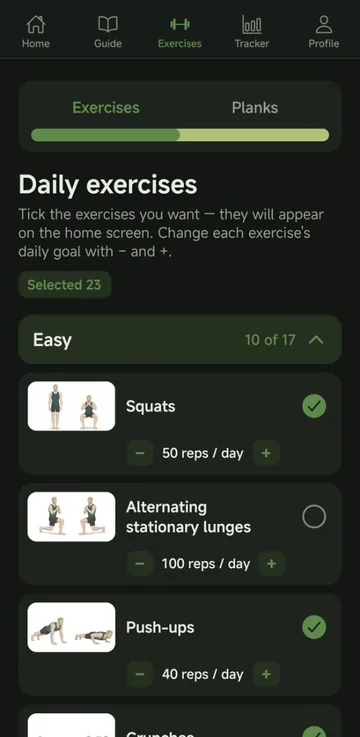 Home
Guide
Exercises
Tracker
Profile
Exercises
Planks
Daily exercises
Tick the exercises you want — they will appear
on the home screen. Change each exercise's
daily goal with − and +.
Selected 23
Easy
10 of 17
Squats
− 50 reps / day +
Alternating
stationary lunges
− 100 reps / day +
Push-ups
− 40 reps / day +
Crunches